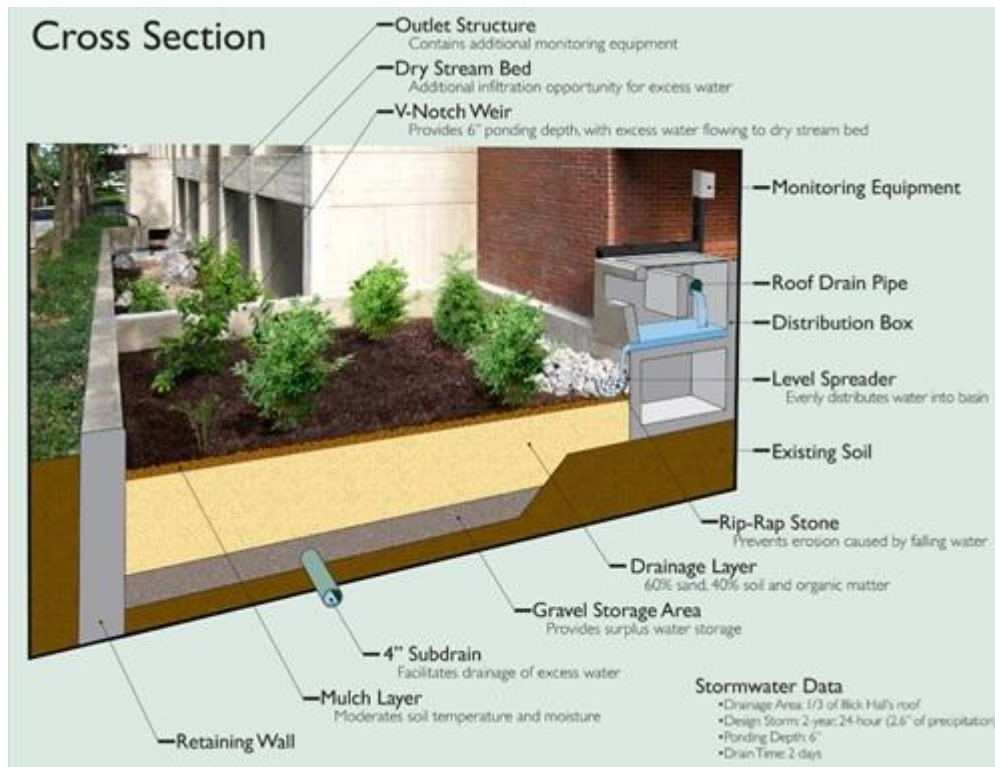 Cross Section
Outlet Structure
Contains additional monitoring equipment
Dry Stream Bed
Additional infiltration opportunity for excess water
V-Notch Weir
Provides 6" ponding depth, with excess water flowing to dry stream bed
Monitoring Equipment
Roof Drain Pipe
Distribution Box
Level Spreader
Evenly distributes water into basin
Existing Soil
Rip-Rap Stone
Prevents erosion caused by falling water
Drainage Layer
60% sand, 40% soil and organic matter
Gravel Storage Area
Provides surplus water storage
4" Subdrain
Facilitates drainage of excess water
Mulch Layer
Moderates soil temperature and moisture
Retaining Wall
Stormwater Data
•Drainage Area: 1/3 of Illick Hall's roof
•Design Storm: 2-year: 24-hour (2.6" of precipitation
•Ponding Depth: 6"
•Drain Time: 2 days